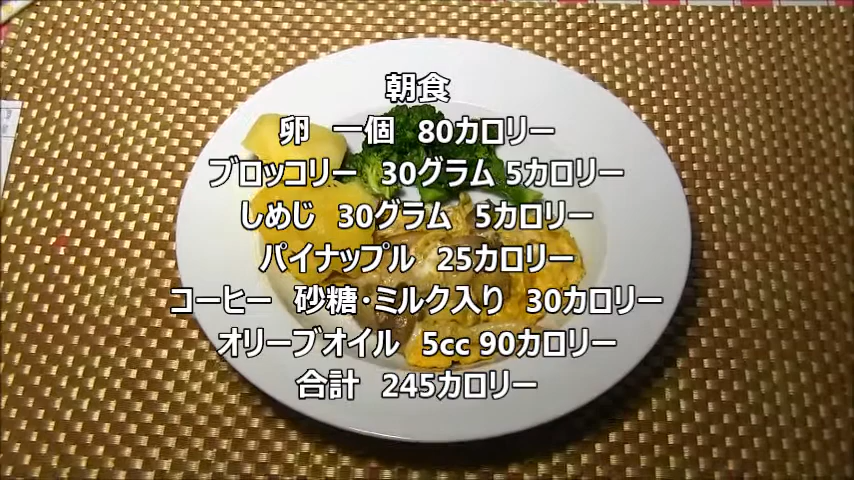 朝食
卵 一個 80カロリー
ブロッコリー 30グラム 5カロリー
しめじ 30グラム 5カロリー
パイナップル 25カロリー
コーヒー 砂糖・ミルク入り 30カロリー
オリーブオイル 5cc 90カロリー
合計 245カロリー